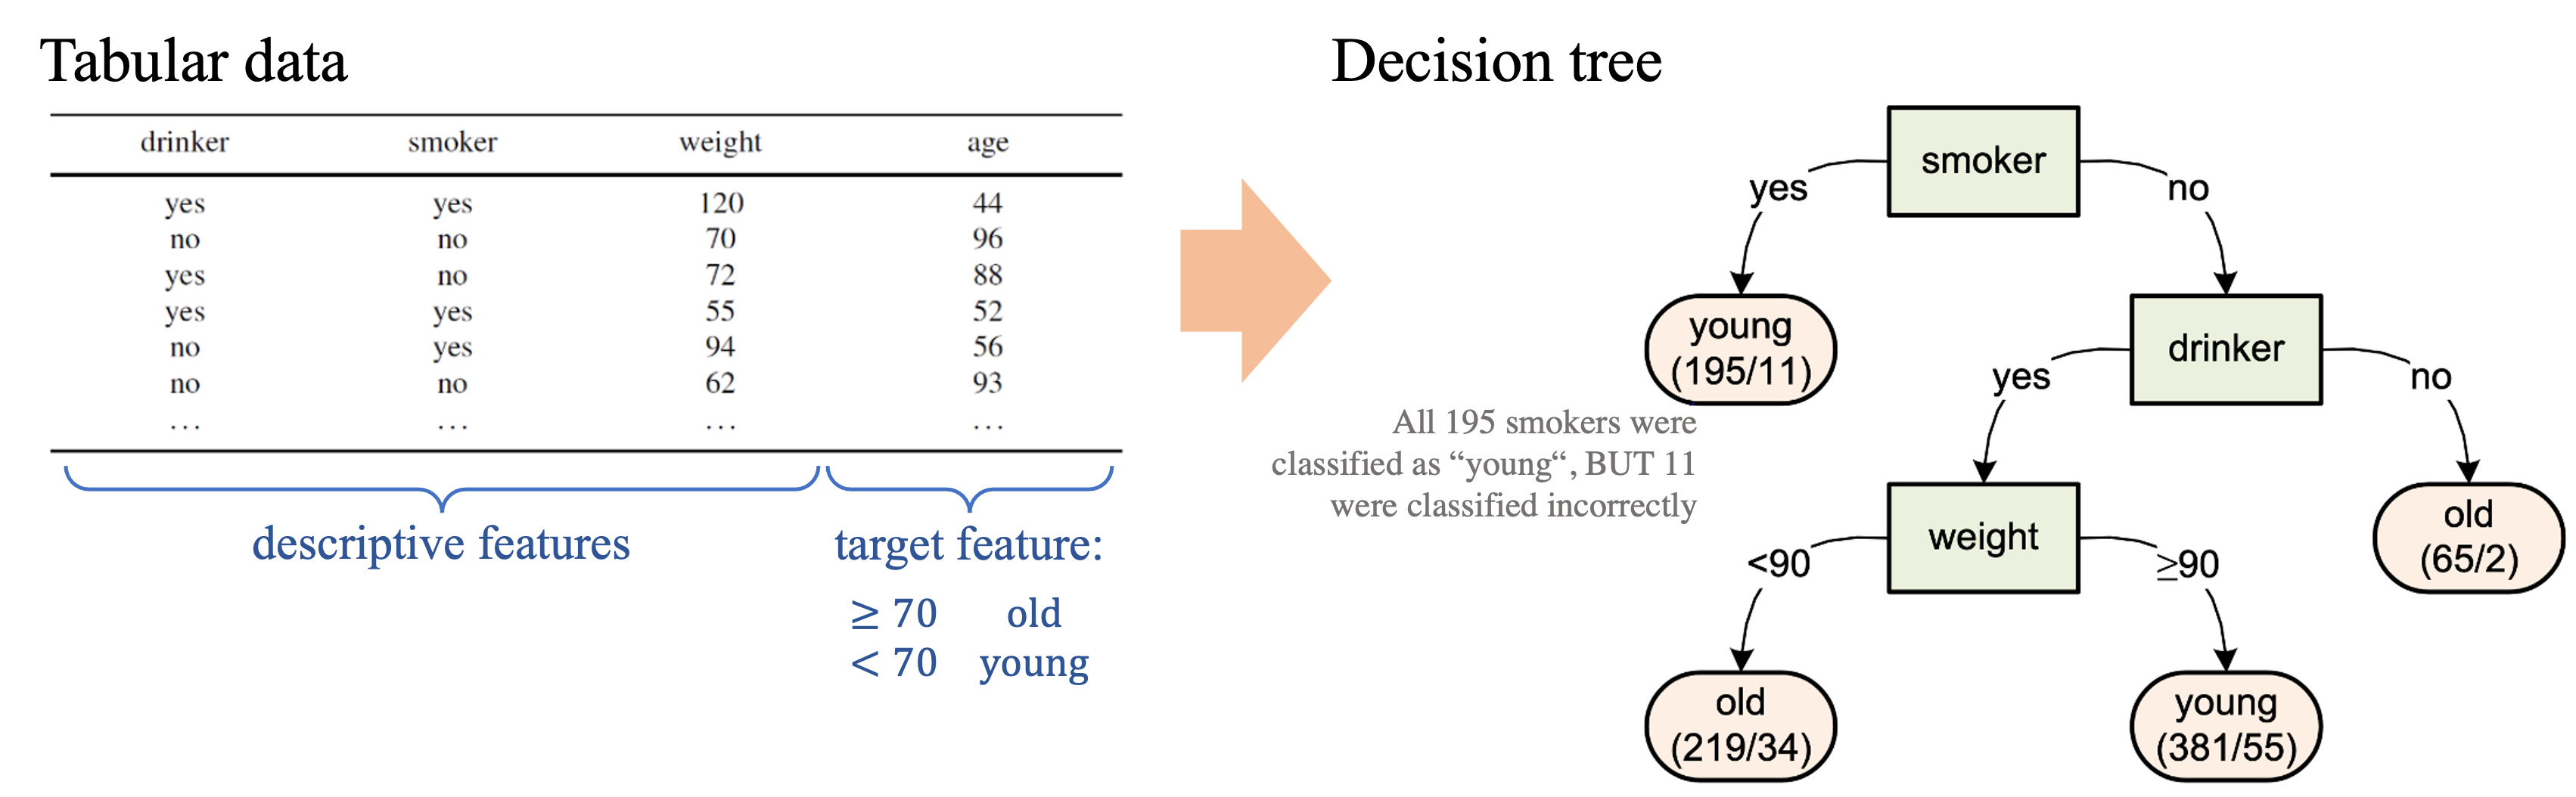 Tabular data
drinker smoker weight age
yes yes 120 44
no no 70 96
yes no 72 88
yes yes 55 52
no yes 94 56
no no 62 93
... ... ... ...
descriptive features
target feature:
≥ 70 old
< 70 young
Decision tree
smoker
yes
no
young
(195/11)
All 195 smokers were
classified as “young“, BUT 11
were classified incorrectly
drinker
yes
no
weight
old
(65/2)
<90
≥90
old
(219/34)
young
(381/55)